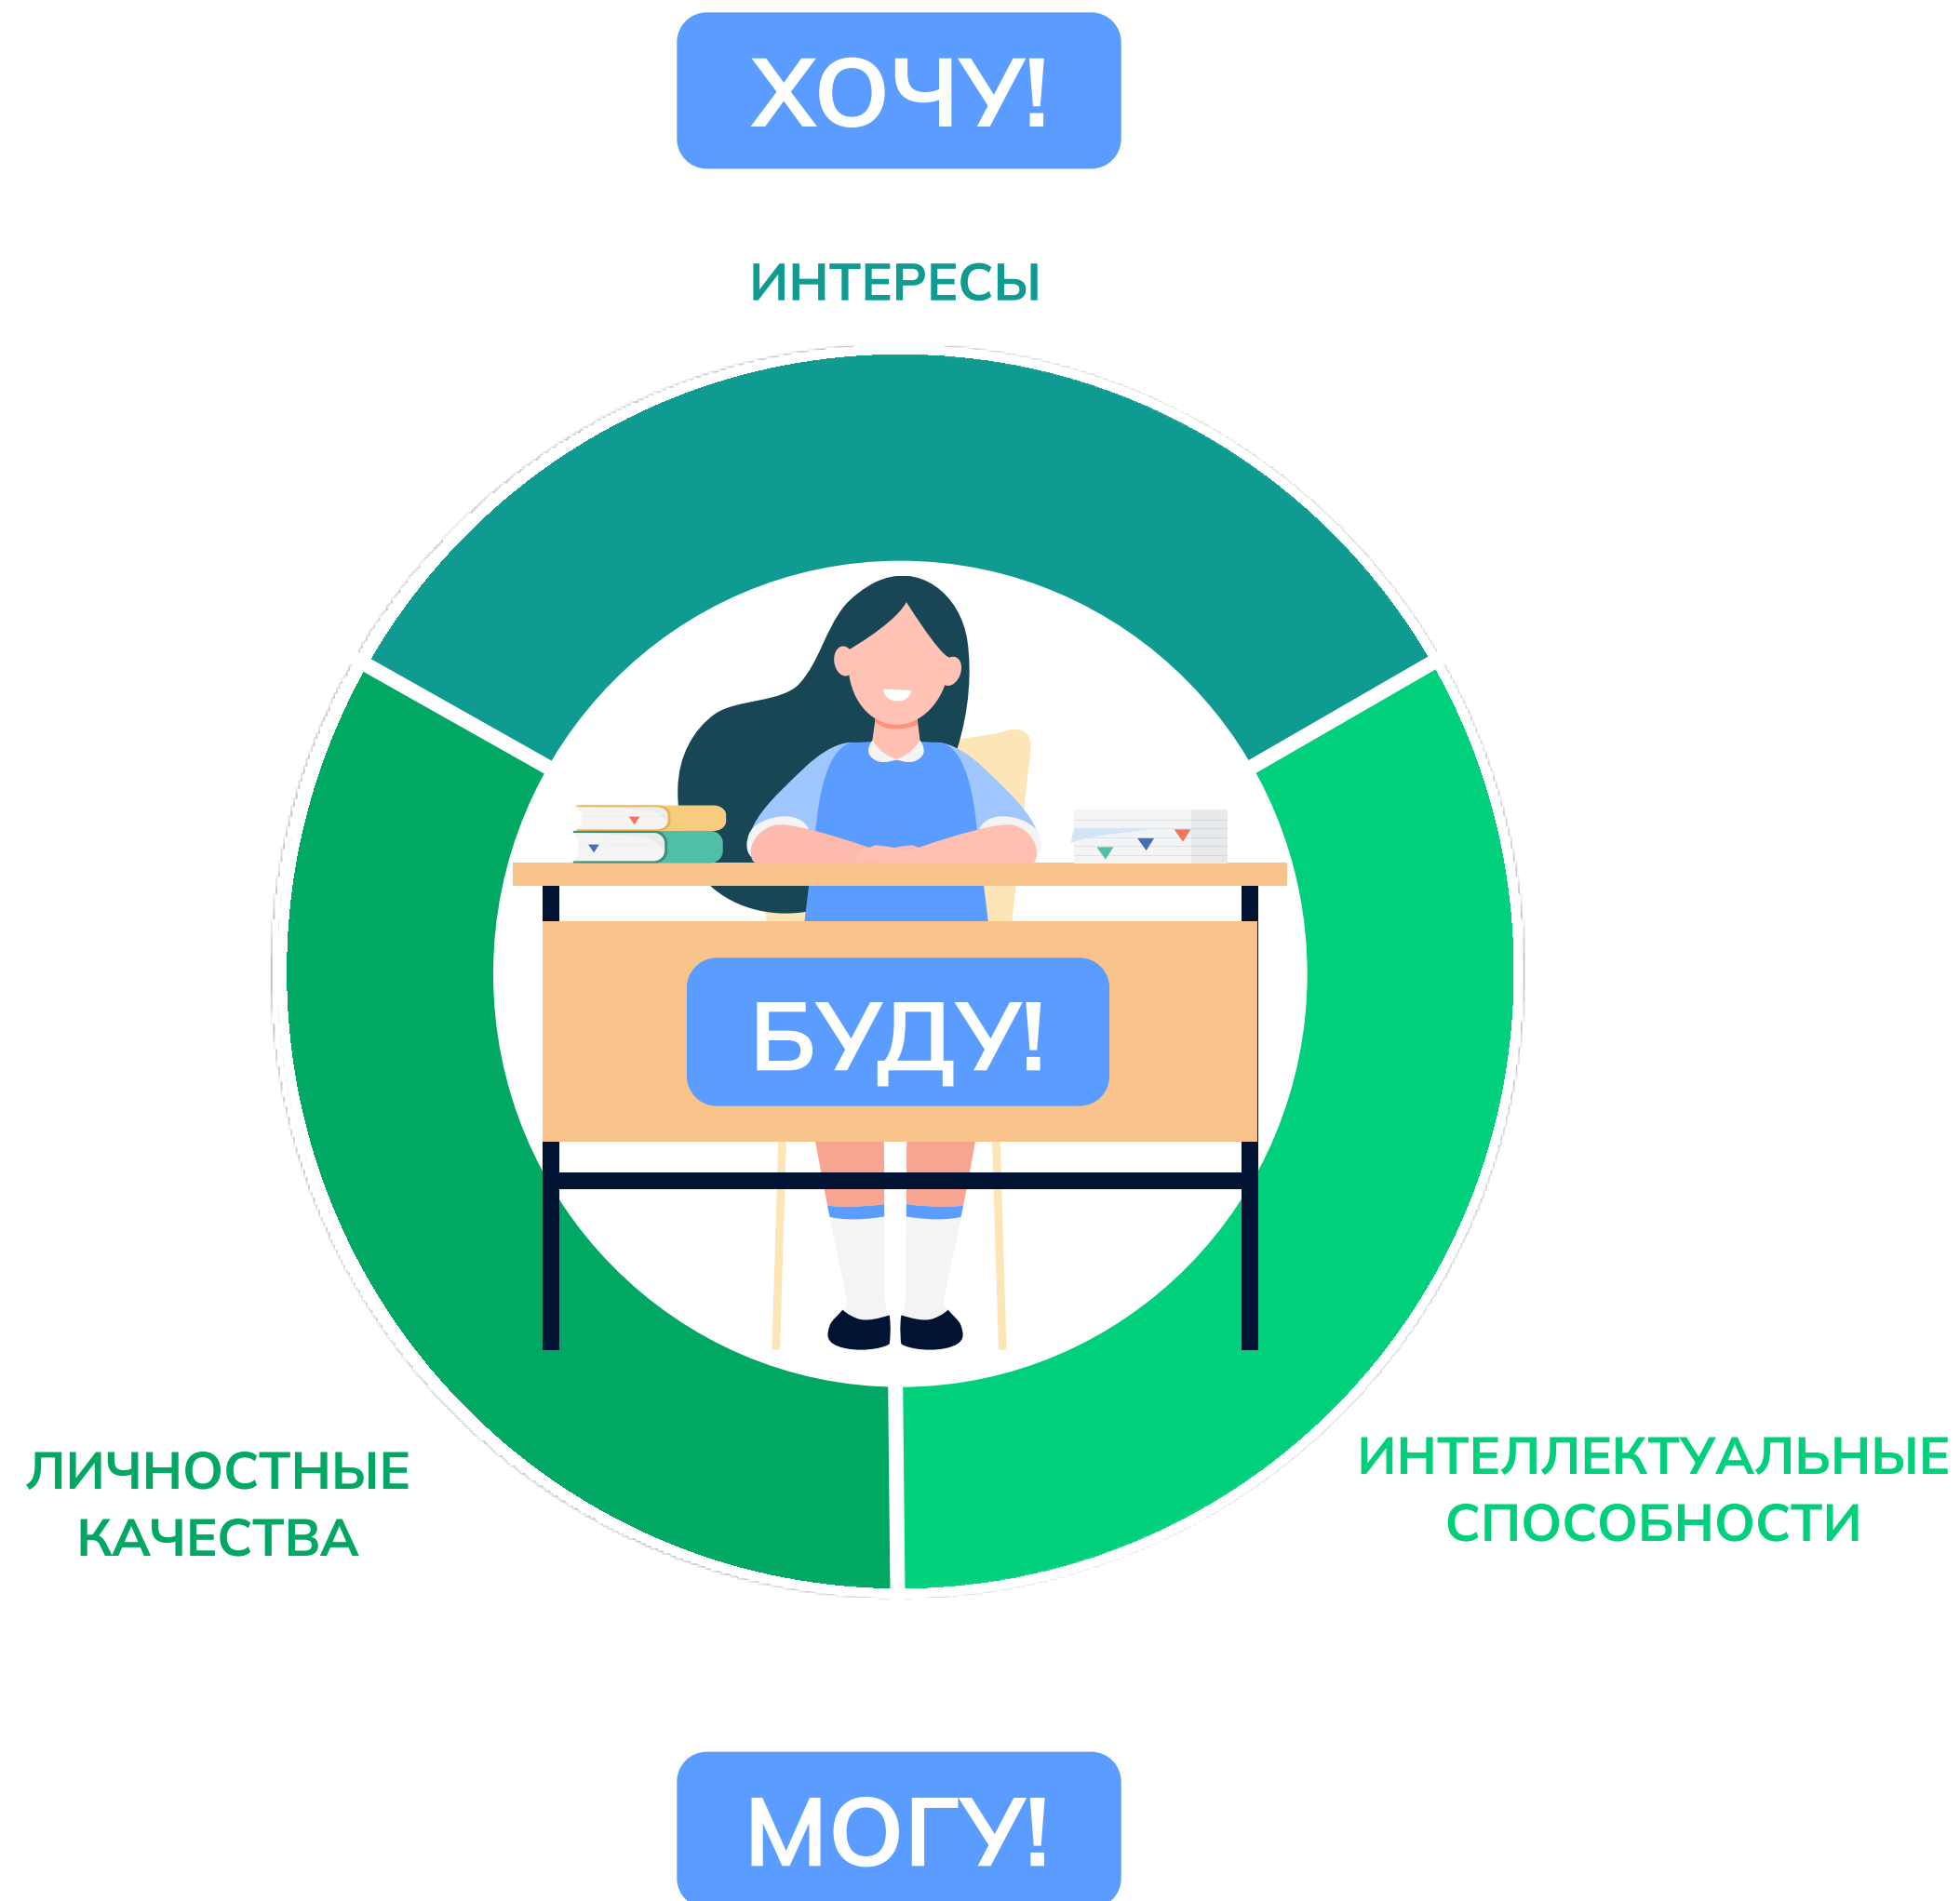 ХОЧУ!
ИНТЕРЕСЫ
БУДУ!
ЛИЧНОСТНЫЕ
КАЧЕСТВА
ИНТЕЛЛЕКТУАЛЬНЫЕ
СПОСОБНОСТИ
МОГУ!